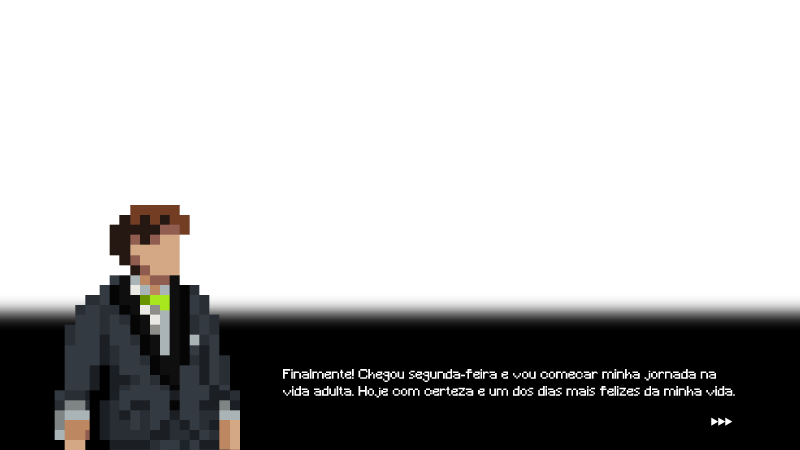 Finalmente! Chegou segunda-feira e vou comecar minha jornada na
vida adulta. Hoje com certeza e um dos dias mais felizes da minha vida.